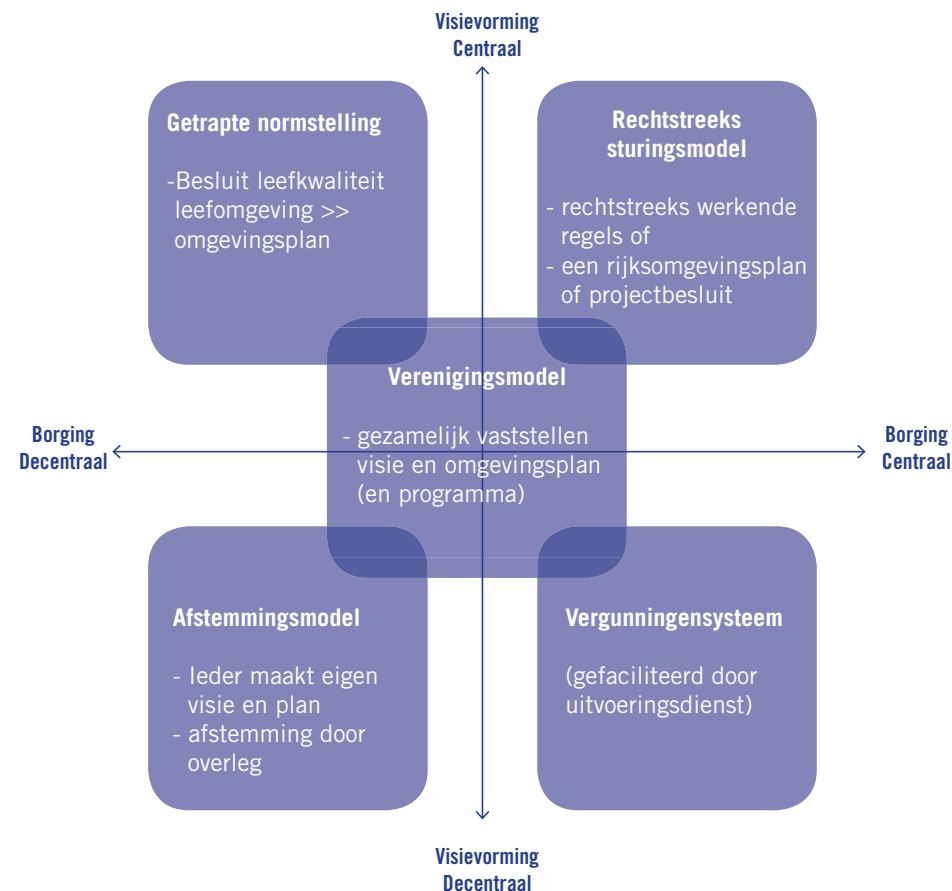 Visievorming
Centraal
Getrapte normstelling
-Besluit leefkwaliteit
leefomgeving >>
omgevingsplan
Rechtstreeks
sturingsmodel
- rechtstreeks werkende
regels of
- een rijksomgevingsplan
of projectbesluit
Verenigingsmodel
- gezamelijk vaststellen
visie en omgevingsplan
(en programma)
Borging
Decentraal
Borging
Centraal
Afstemmingsmodel
- Ieder maakt eigen
visie en plan
- afstemming door
overleg
Vergunningensysteem
(gefaciliteerd door
uitvoeringsdienst)
Visievorming
Decentraal